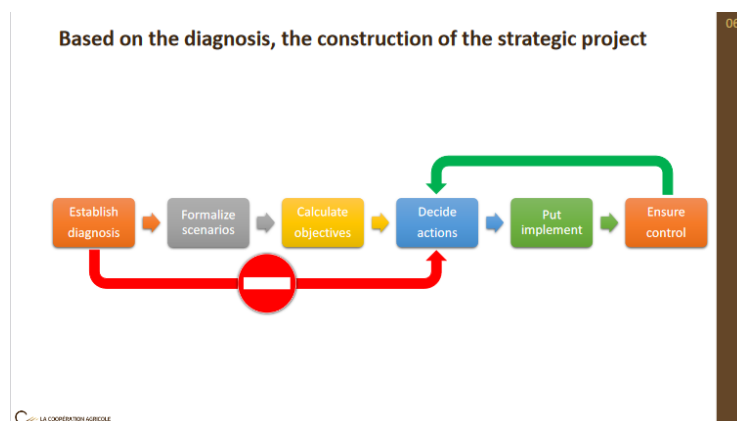 Based on the diagnosis, the construction of the strategic project
06
Establish
diagnosis
Formalize
scenarios
Calculate
objectives
Decide
actions
Put
implement
Ensure
control
LA COOPÉRATION AGRICOLE